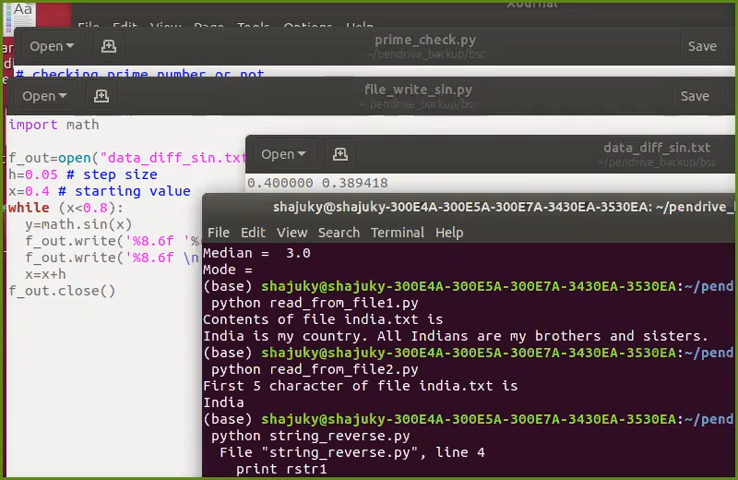 Aa
Xournal
File Edit View Page Tools Options
Open
prime_check.py
~/pendrive_backup/bsc
Save
# checking prime number or not
Open
file_write_sin.py
~/pendrive_backup/bsc
Save
import math
f_out=open("data_diff_sin.txt
h=0.05 # step size
x=0.4 # starting value
while (x<0.8):
y=math.sin(x)
f_out.write('%8.6f '%
f_out.write('%8.6f \n
x=x+h
f_out.close()
Open
data_diff_sin.txt
~/pendrive_backup/bsc
0.400000 0.389418
shajuky@shajuky-300E4A-300E5A-300E7A-3430EA-3530EA: ~/pendrive_
File Edit View Search Terminal Help
Median =  3.0
Mode =
(base) shajuky@shajuky-300E4A-300E5A-300E7A-3430EA-3530EA:~/pend
python read_from_file1.py
Contents of file india.txt is
India is my country. All Indians are my brothers and sisters.
(base) shajuky@shajuky-300E4A-300E5A-300E7A-3430EA-3530EA:~/pend
python read_from_file2.py
First 5 character of file india.txt is
India
(base) shajuky@shajuky-300E4A-300E5A-300E7A-3430EA-3530EA:~/pend
python string_reverse.py
File "string_reverse.py", line 4
print rstr1